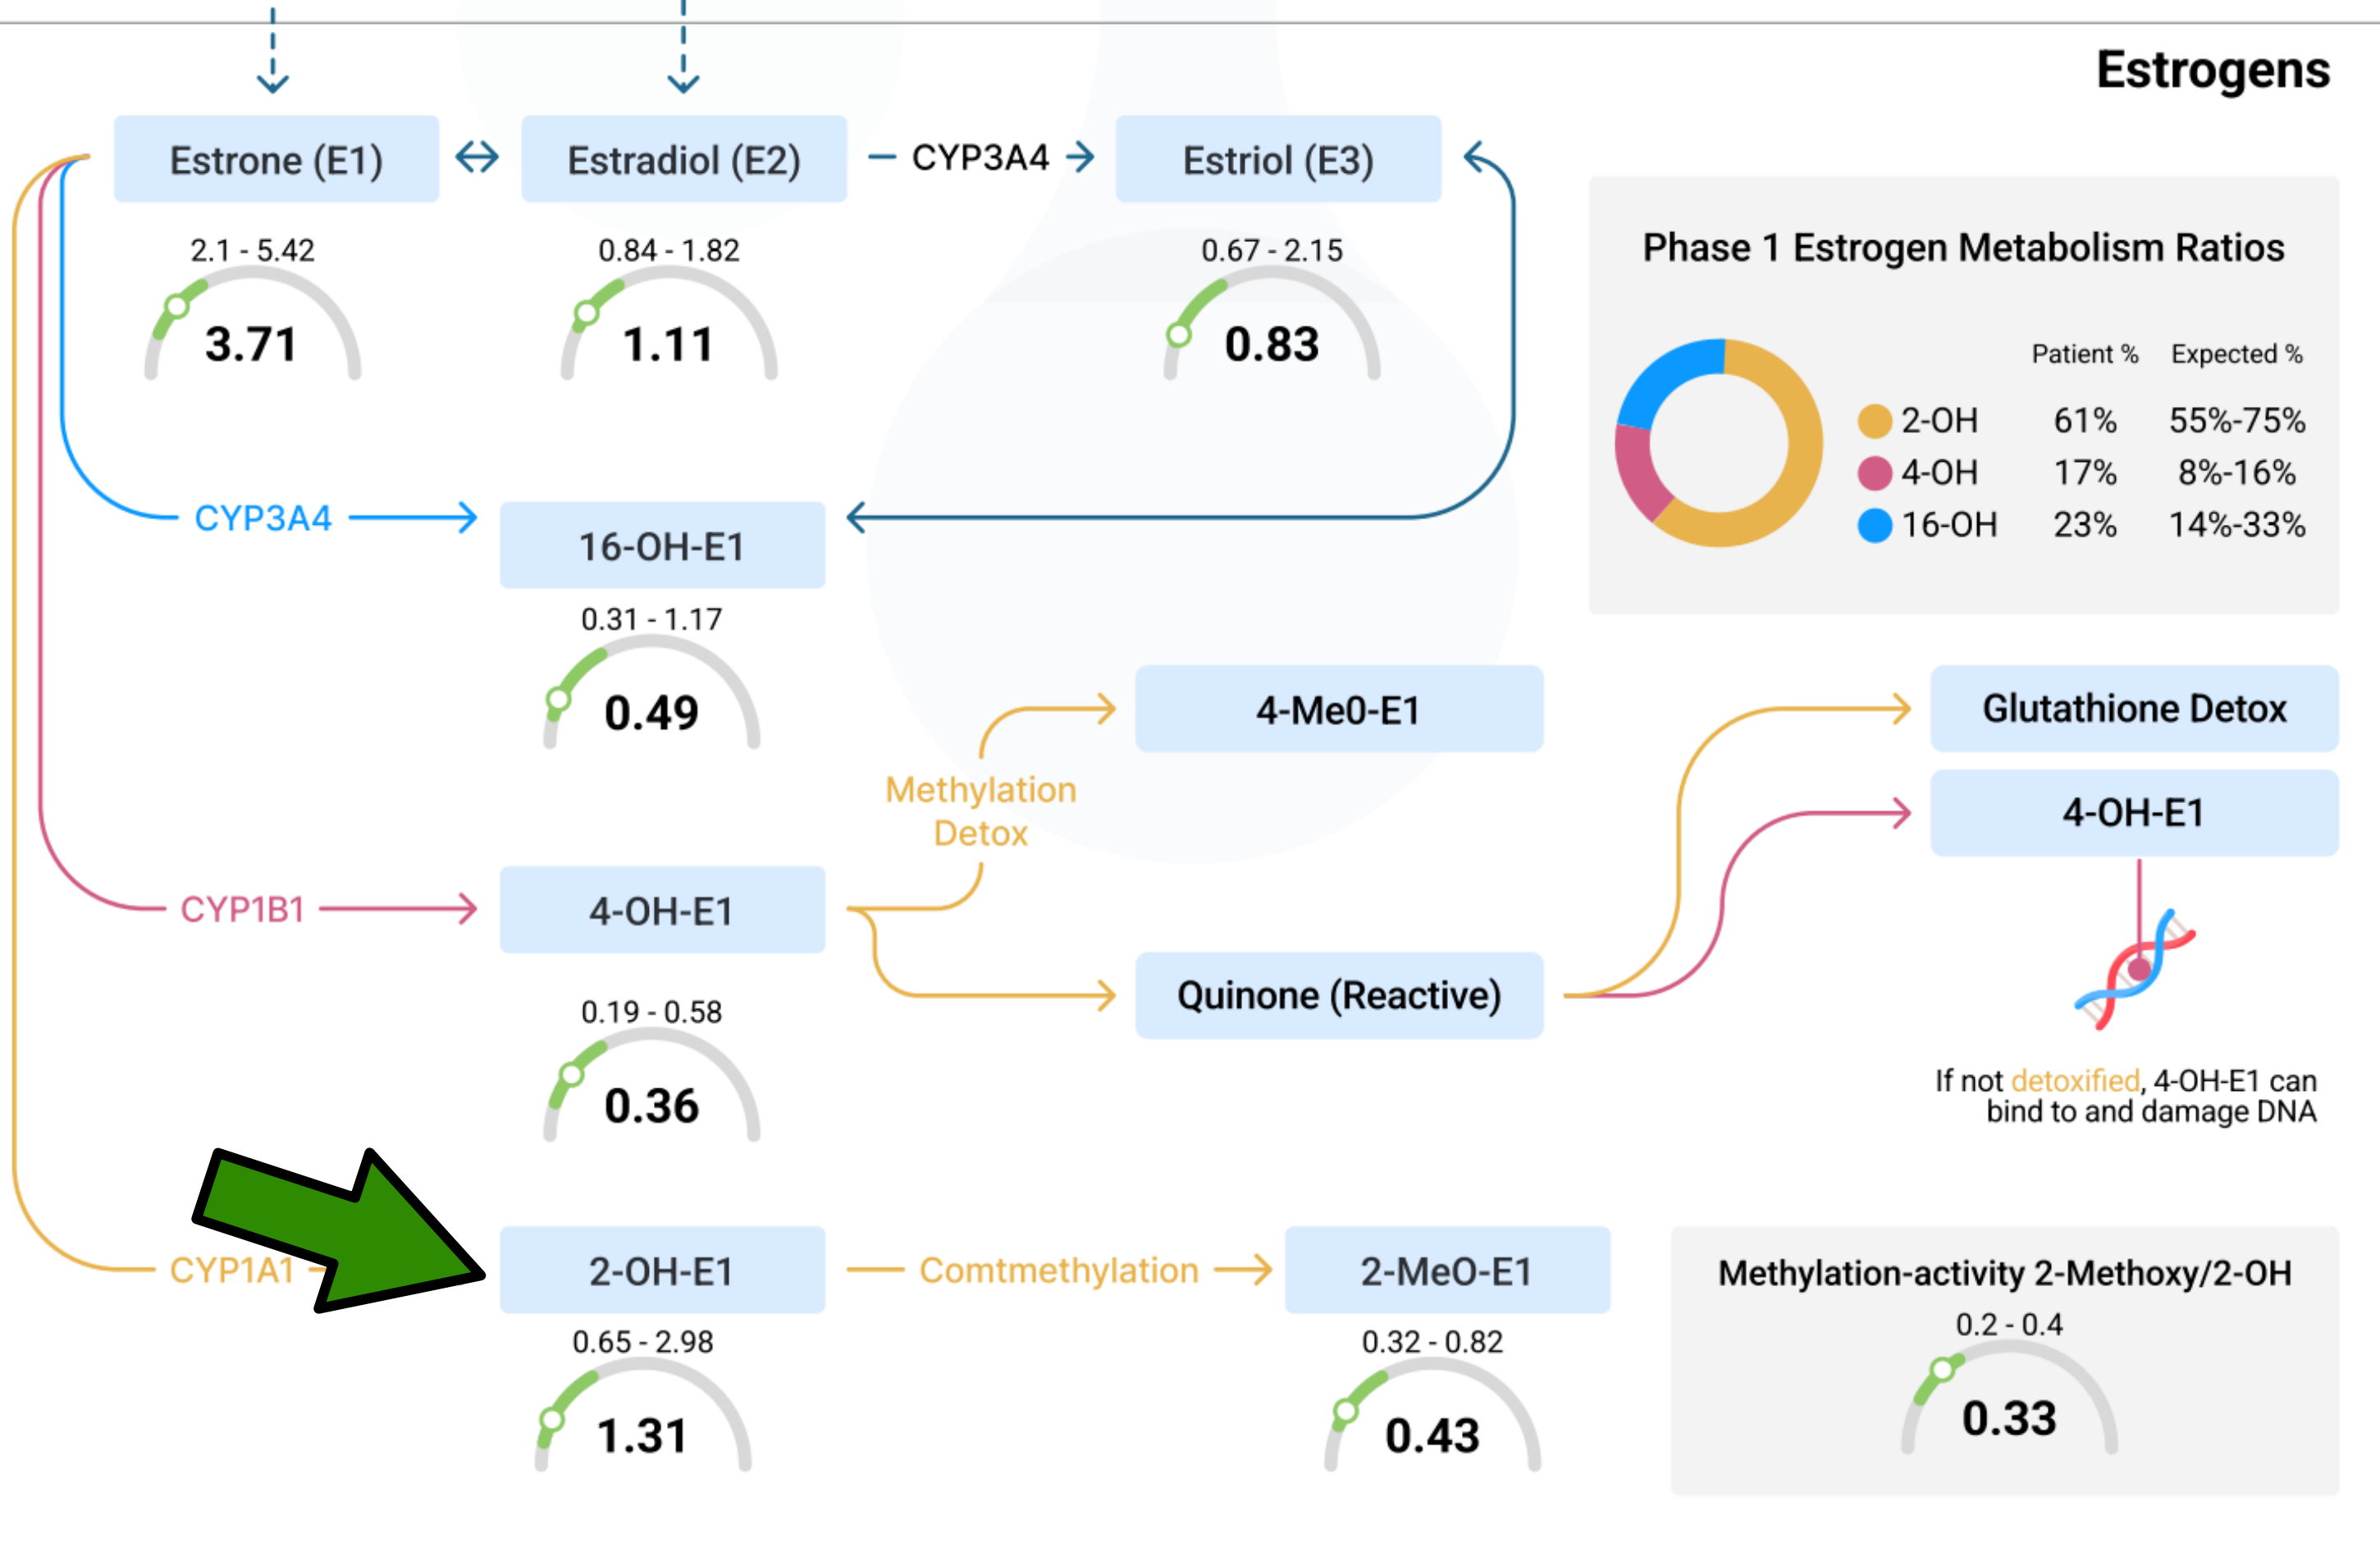 Estrogens
Estrone (E1)
Estradiol (E2)
CYP3A4
Estriol (E3)
2.1 - 5.42
3.71
0.84 - 1.82
1.11
0.67 - 2.15
0.83
Phase 1 Estrogen Metabolism Ratios
Patient % Expected %
2-OH 61% 55%-75%
4-OH 17% 8%-16%
16-OH 23% 14%-33%
CYP3A4
16-OH-E1
0.31 - 1.17
0.49
Methylation
Detox
4-Me0-E1
Glutathione Detox
4-OH-E1
CYP1B1
4-OH-E1
0.19 - 0.58
0.36
Quinone (Reactive)
If not detoxified, 4-OH-E1 can
bind to and damage DNA
CYP1A1
2-OH-E1
Comtmethylation
2-MeO-E1
0.65 - 2.98
1.31
0.32 - 0.82
0.43
Methylation-activity 2-Methoxy/2-OH
0.2 - 0.4
0.33